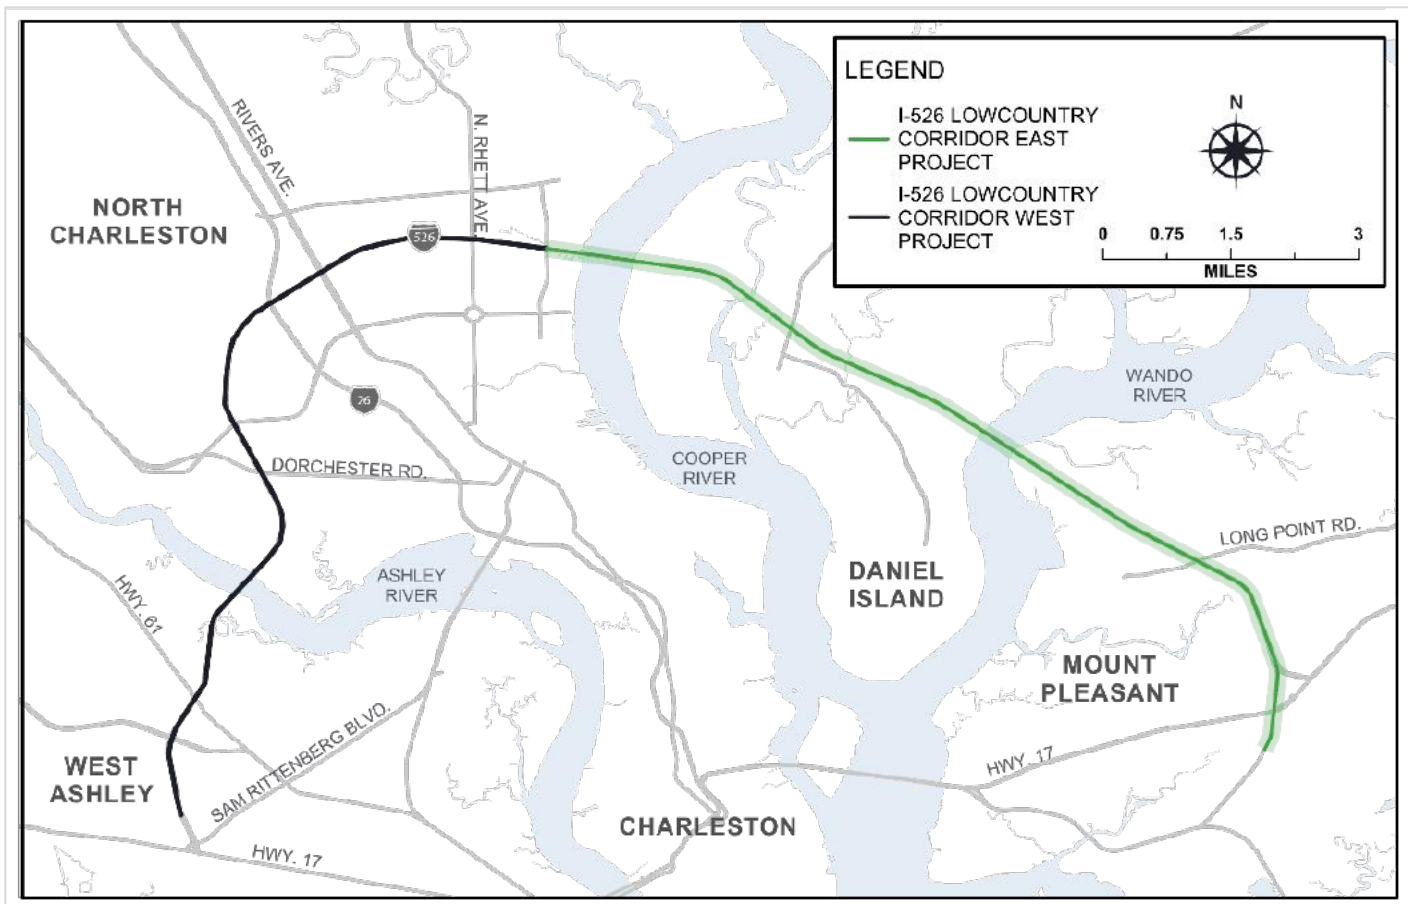 LEGEND
I-526 LOWCOUNTRY
CORRIDOR EAST
PROJECT
I-526 LOWCOUNTRY
CORRIDOR WEST
PROJECT
N
0 0.75 1.5 3
MILES
RIVERS AVE.
N. RHETT AVE.
NORTH
CHARLESTON
526
WANDO
RIVER
26
DORCHESTER RD.
COOPER
RIVER
LONG POINT RD.
ASHLEY
RIVER
DANIEL
ISLAND
HWY. 61
MOUNT
PLEASANT
SAM RITTENBERG BLVD.
WEST
ASHLEY
HWY. 17
CHARLESTON
HWY. 17